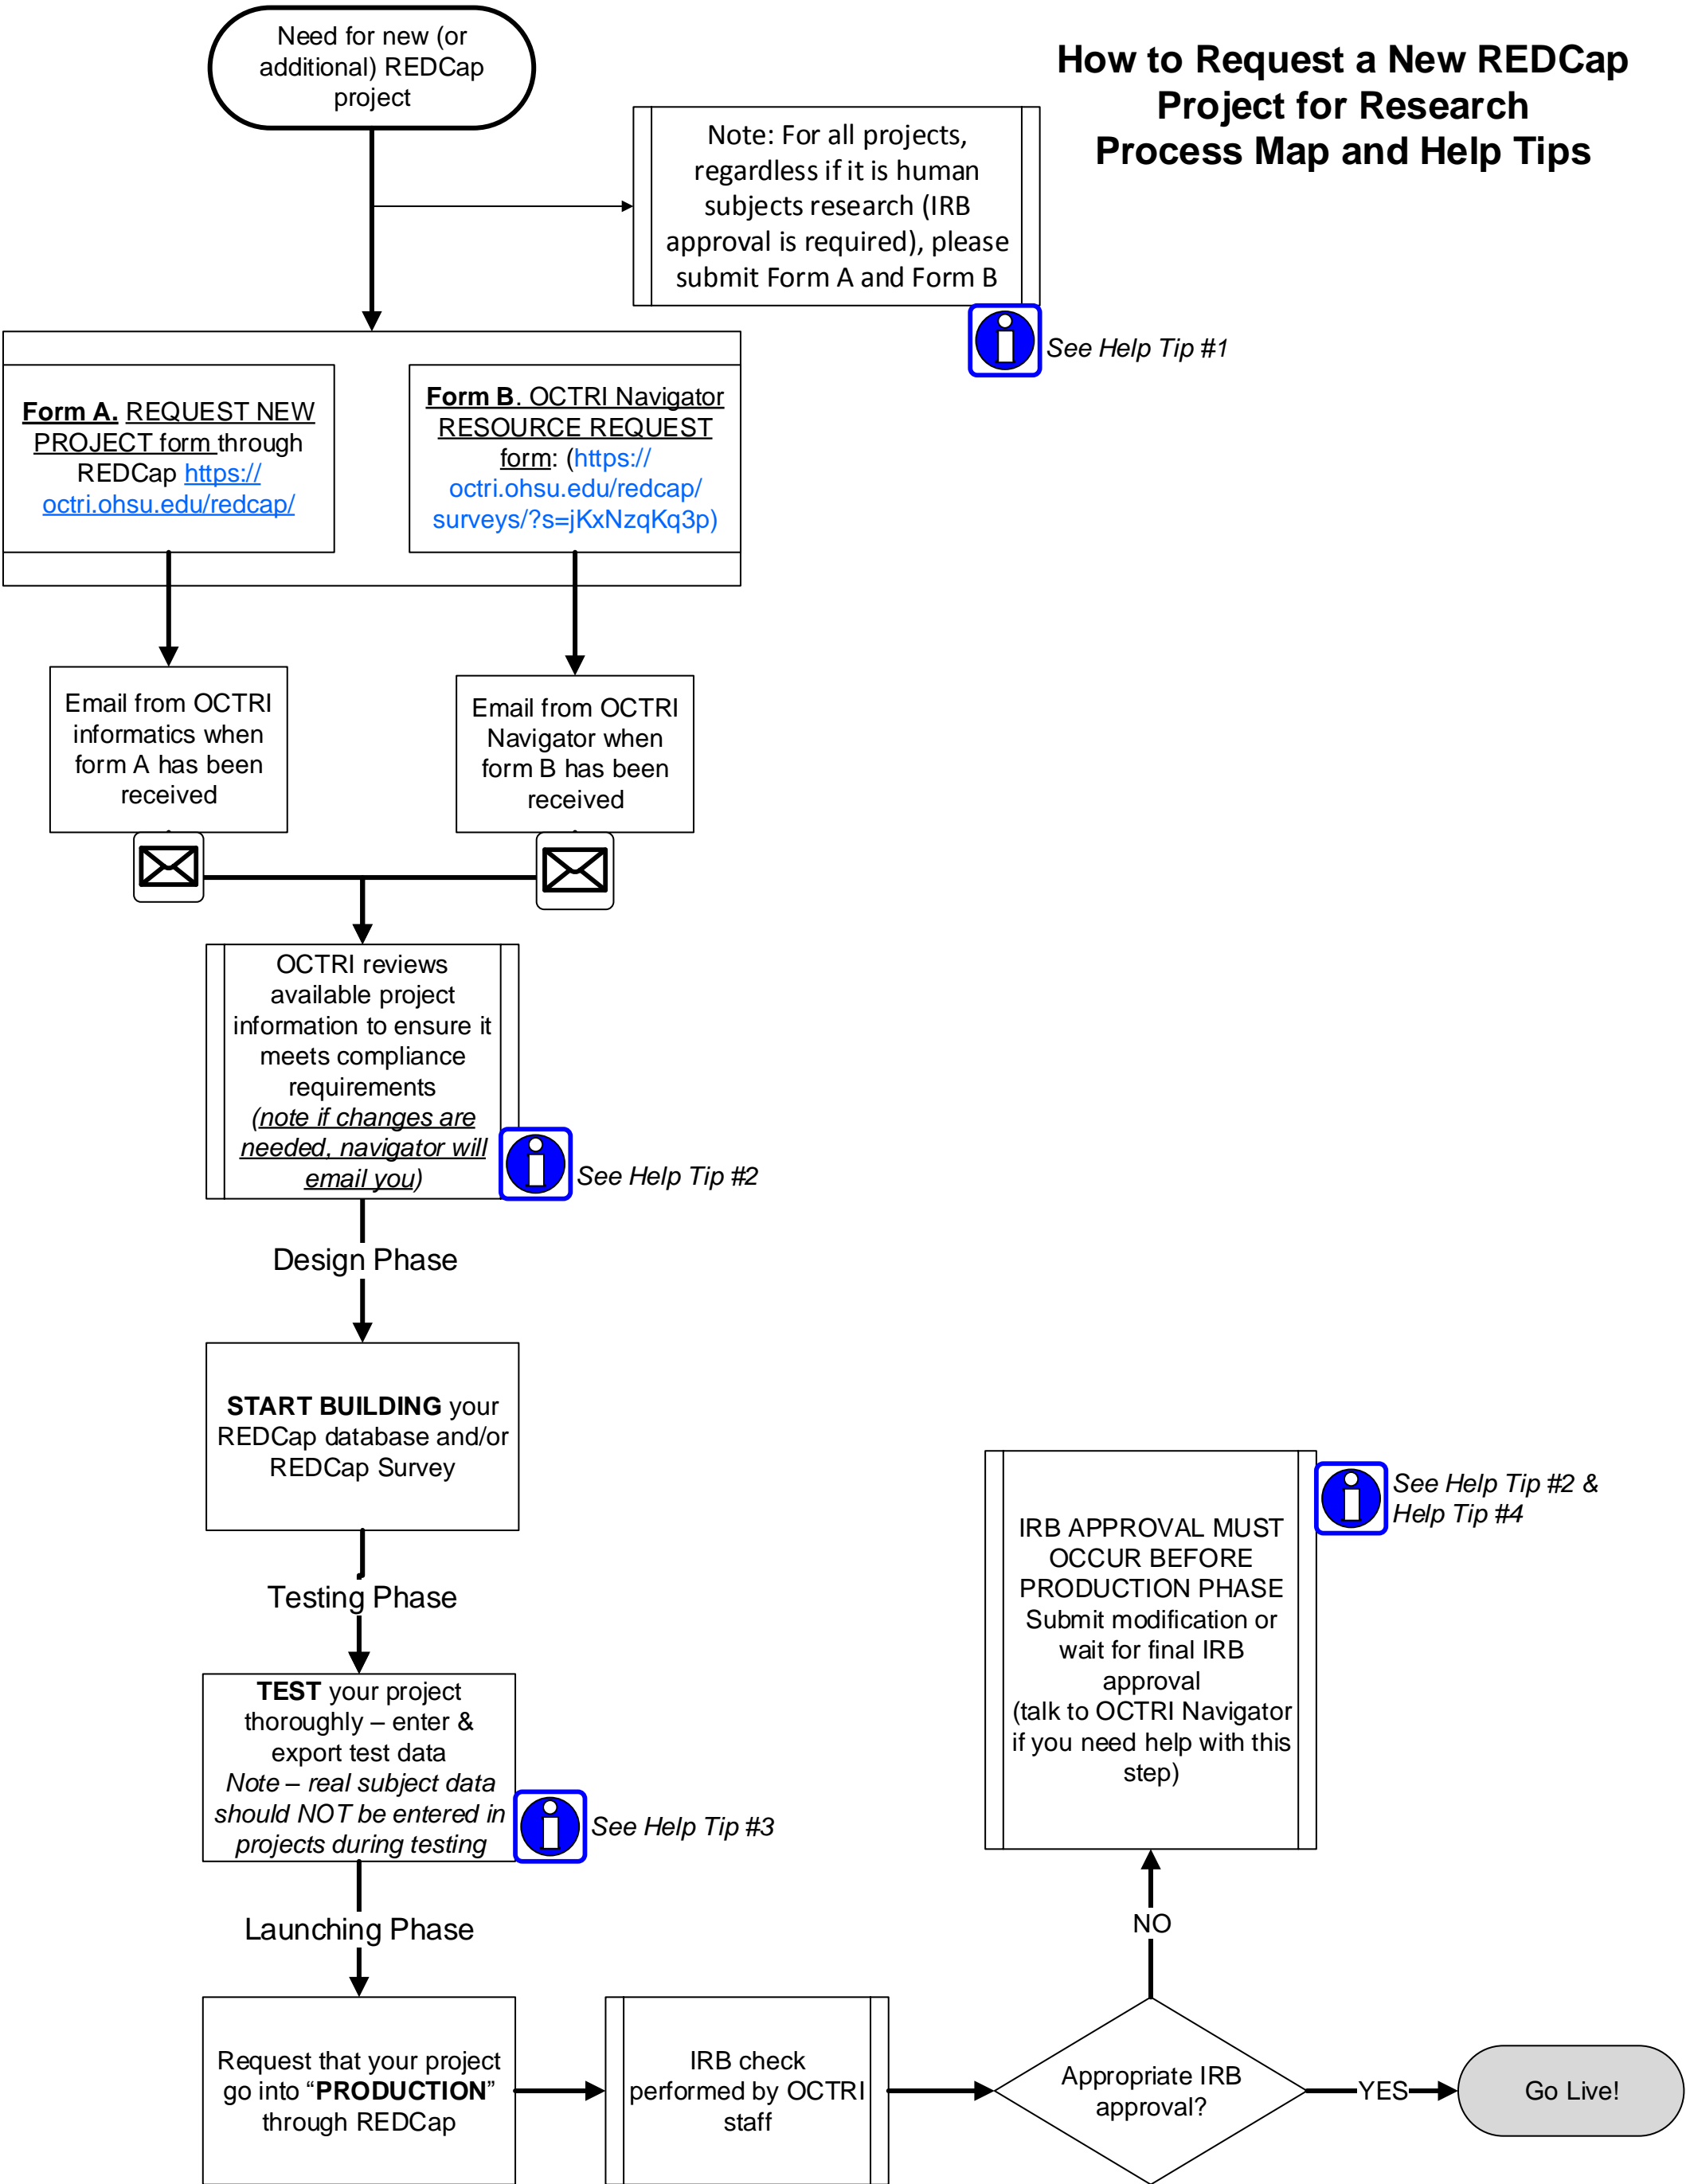 Need for new (or
additional) REDCap
project
How to Request a New REDCap
Project for Research
Process Map and Help Tips
Note: For all projects,
regardless if it is human
subjects research (IRB
approval is required), please
submit Form A and Form B
See Help Tip #1
Form A. REQUEST NEW
PROJECT form through
REDCap https://
octri.ohsu.edu/redcap/
Form B. OCTRI Navigator
RESOURCE REQUEST
form: (https://
octri.ohsu.edu/redcap/
surveys/?s=jKxNzqKq3p)
Email from OCTRI
informatics when
form A has been
received
Email from OCTRI
Navigator when
form B has been
received
OCTRI reviews
available project
information to ensure it
meets compliance
requirements
(note if changes are
needed, navigator will
email you)
See Help Tip #2
Design Phase
START BUILDING your
REDCap database and/or
REDCap Survey
Testing Phase
TEST your project
thoroughly – enter &
export test data
Note – real subject data
should NOT be entered in
projects during testing
See Help Tip #3
Launching Phase
Request that your project
go into “PRODUCTION”
through REDCap
IRB check
performed by OCTRI
staff
Appropriate IRB
approval?
NO
IRB APPROVAL MUST
OCCUR BEFORE
PRODUCTION PHASE
Submit modification or
wait for final IRB
approval
(talk to OCTRI Navigator
if you need help with this
step)
See Help Tip #2 &
Help Tip #4
YES
Go Live!